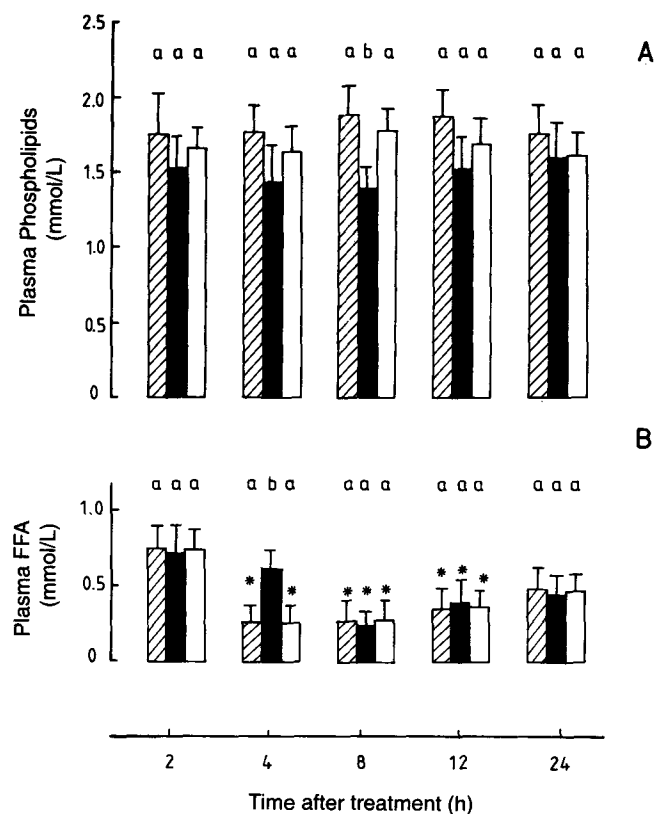 2.5
a a a a a a a b a a a a a a a
A
2.0
1.5
1.0
0.5
0
Plasma Phospholipids
(mmol/L)
B
a a a a b a a a a a a a a a a
1.0
0.5
0
* * * * * * * *
Plasma FFA
(mmol/L)
2 4 8 12 24
Time after treatment (h)